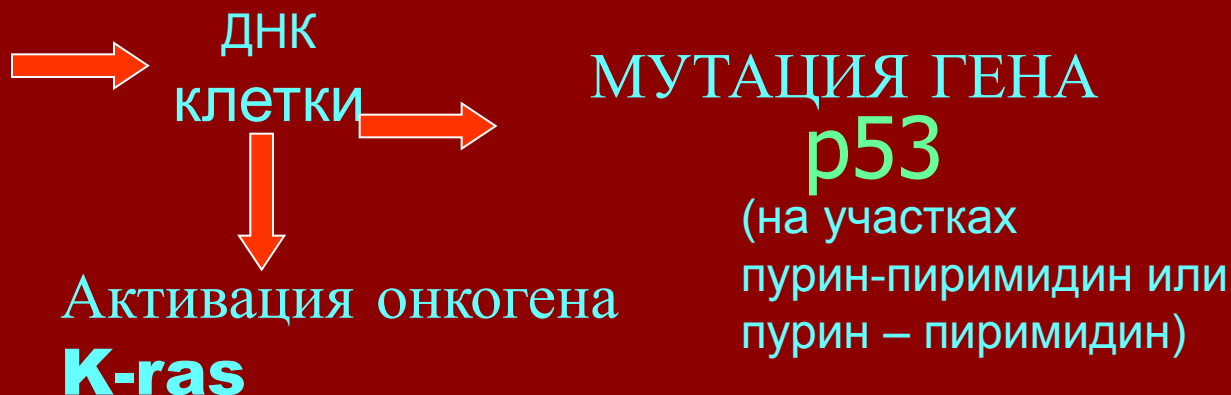 ДНК
клетки
МУТАЦИЯ ГЕНА
p53
(на участках
пурин-пиримидин или
пурин – пиримидин)
Активация онкогена
K-ras